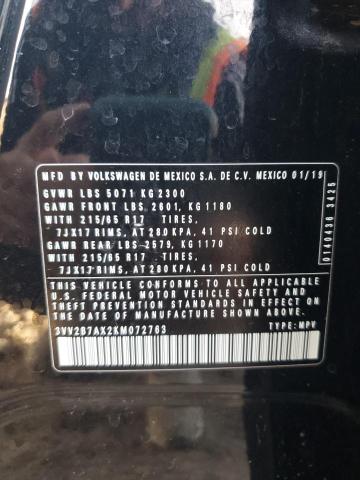 MFD. BY VOLKSWAGEN DE MEXICO S.A. DE C.V. MEXICO 01/19
GVWR LBS 5071 KG 2300
GAWR FRONT LBS. 2601, KG 1180
WITH 215/65 R17 TIRES,
7JX17 RIMS, AT 280 KPA, 41 PSI COLD
GAWR REAR LBS 2579, KG 1170
WITH 215/65 R17 TIRES,
7JX17 RIMS, AT 280 KPA, 41 PSI COLD
THIS VEHICLE CONFORMS TO ALL APPLICABLE
U.S. FEDERAL MOTOR VEHICLE SAFETY AND
THEFT PREVENTION STANDARDS IN EFFECT ON
THE DATE OF MANUFACTURE SHOWN ABOVE
3VV2B7AX2KM072763 TYPE: MPV
0140436 3425